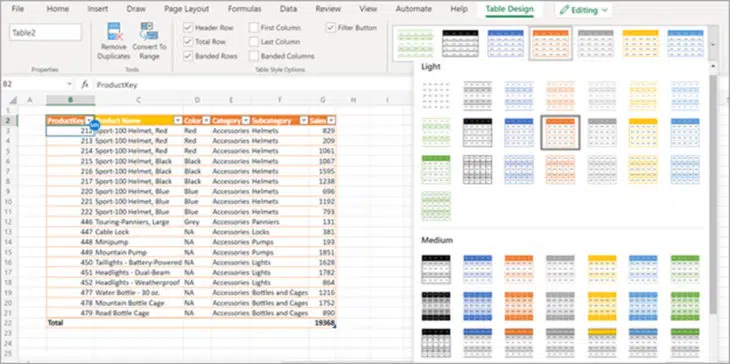 File Home Insert Draw Page Layout Formulas Data Review View Automate Help Table Design Editing
Table2
Properties
Remove Duplicates
Convert To Range
Tools
Header Row
First Column
Filter Button
Total Row
Last Column
Banded Rows
Banded Columns
Table Style Options
B2 fx ProductKey
A B C D E F G H I J K
1
2 ProductKey Product Name Color Category Subcategory Sales
3 212 Sport-100 Helmet, Red Red Accessories Helmets 829
4 213 Sport-100 Helmet, Red Red Accessories Helmets 209
5 214 Sport-100 Helmet, Red Red Accessories Helmets 1061
6 215 Sport-100 Helmet, Black Black Accessories Helmets 1067
7 216 Sport-100 Helmet, Black Black Accessories Helmets 1595
8 217 Sport-100 Helmet, Black Black Accessories Helmets 1238
9 220 Sport-100 Helmet, Blue Blue Accessories Helmets 696
10 221 Sport-100 Helmet, Blue Blue Accessories Helmets 1192
11 222 Sport-100 Helmet, Blue Blue Accessories Helmets 793
12 446 Touring-Panniers, Large Grey Accessories Panniers 131
13 447 Cable Lock NA Accessories Locks 381
14 448 Minipump NA Accessories Pumps 193
15 449 Mountain Pump NA Accessories Pumps 1851
16 450 Taillights - Battery-Powered NA Accessories Lights 1628
17 451 Headlights - Dual-Beam NA Accessories Lights 1782
18 452 Headlights - Weatherproof NA Accessories Lights 864
19 477 Water Bottle - 30 oz. NA Accessories Bottles and Cages 1216
20 478 Mountain Bottle Cage NA Accessories Bottles and Cages 1752
21 479 Road Bottle Cage NA Accessories Bottles and Cages 890
22 Total 19368
23
24
25
Light
Medium